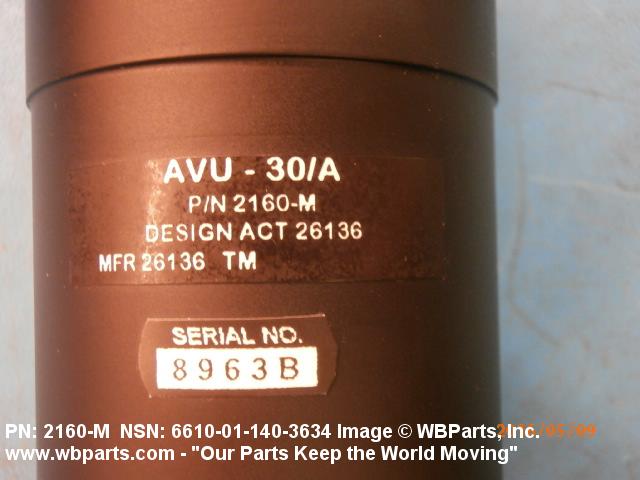 AVU - 30/A
P/N 2160-M
DESIGN ACT 26136
MFR 26136 TM
SERIAL NO.
8963B
PN: 2160-M NSN: 6610-01-140-3634 Image © WBParts, Inc.
www.wbparts.com - "Our Parts Keep the World Moving"